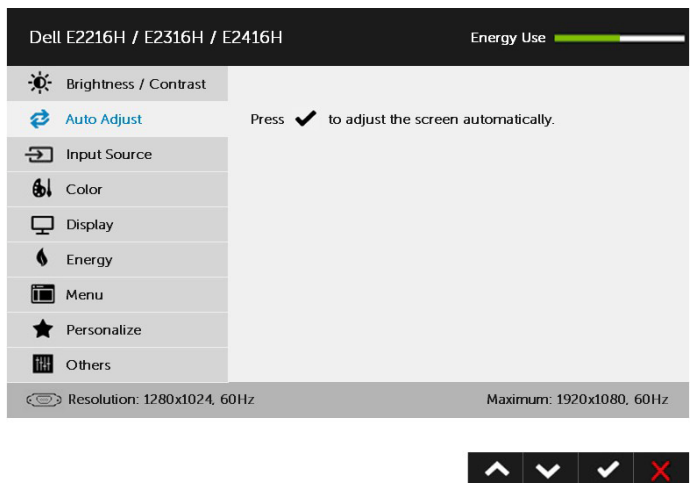 Dell E2216H / E2316H / E2416H
Energy Use
Brightness / Contrast
Auto Adjust
Press ✔ to adjust the screen automatically.
Input Source
Color
Display
Energy
Menu
Personalize
Others
Resolution: 1280x1024, 60Hz
Maximum: 1920x1080, 60Hz